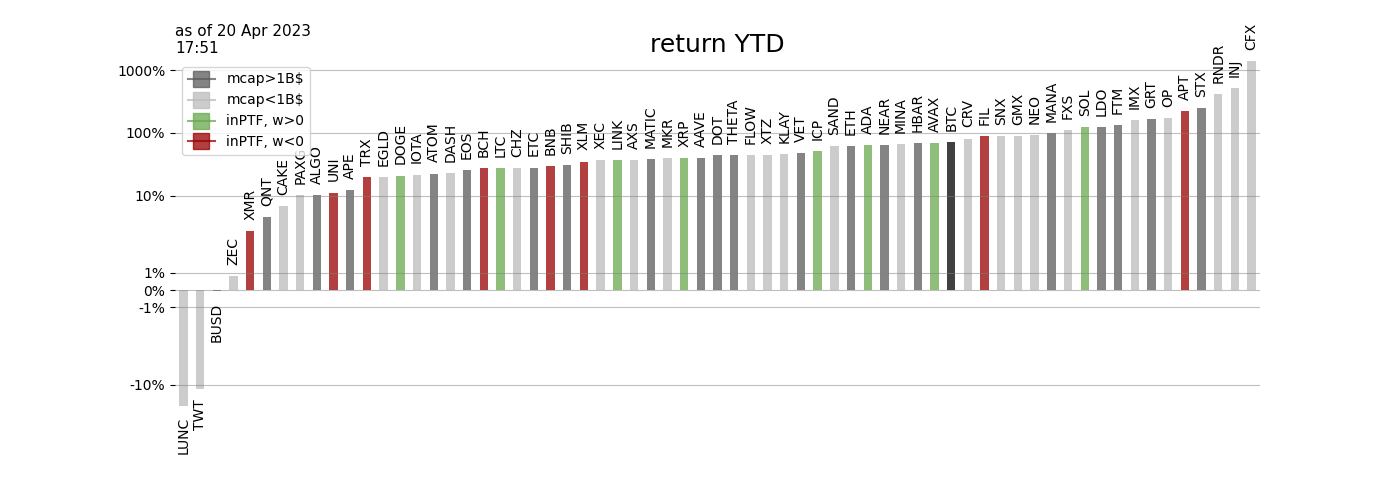 as of 20 Apr 2023
17:51
return YTD
mcap>1B$
mcap<1B$
inPTF, w>0
inPTF, w<0
1000%
100%
10%
1%
0%
-1%
-10%
LUNC
TWT
BUSD
ZEC
XMR
QNT
CAKE
PAXG
ALGO
UNI
APE
TRX
EGLD
DOGE
IOTA
ATOM
DASH
EOS
BCH
LTC
CHZ
ETC
BNB
SHIB
XLM
XEC
LINK
AXS
MATIC
MKR
XRP
AAVE
DOT
THETA
FLOW
XTZ
KLAY
VET
ICP
SAND
ETH
ADA
NEAR
MINA
HBAR
AVAX
BTC
CRV
FIL
SNX
GMX
NEO
MANA
FXS
SOL
LDO
FTM
IMX
GRT
OP
APT
STX
RNDR
INJ
CFX